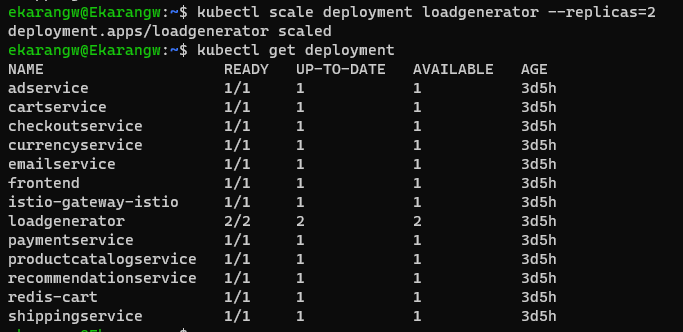 ekarangw@Ekarangw:~$ kubectl scale deployment loadgenerator --replicas=2
deployment.apps/loadgenerator scaled
ekarangw@Ekarangw:~$ kubectl get deployment
NAME READY UP-TO-DATE AVAILABLE AGE
adservice 1/1 1 1 3d5h
cartservice 1/1 1 1 3d5h
checkoutservice 1/1 1 1 3d5h
currencyservice 1/1 1 1 3d5h
emailservice 1/1 1 1 3d5h
frontend 1/1 1 1 3d5h
istio-gateway-istio 1/1 1 1 3d5h
loadgenerator 2/2 2 2 3d5h
paymentservice 1/1 1 1 3d5h
productcatalogservice 1/1 1 1 3d5h
recommendationservice 1/1 1 1 3d5h
redis-cart 1/1 1 1 3d5h
shippingservice 1/1 1 1 3d5h